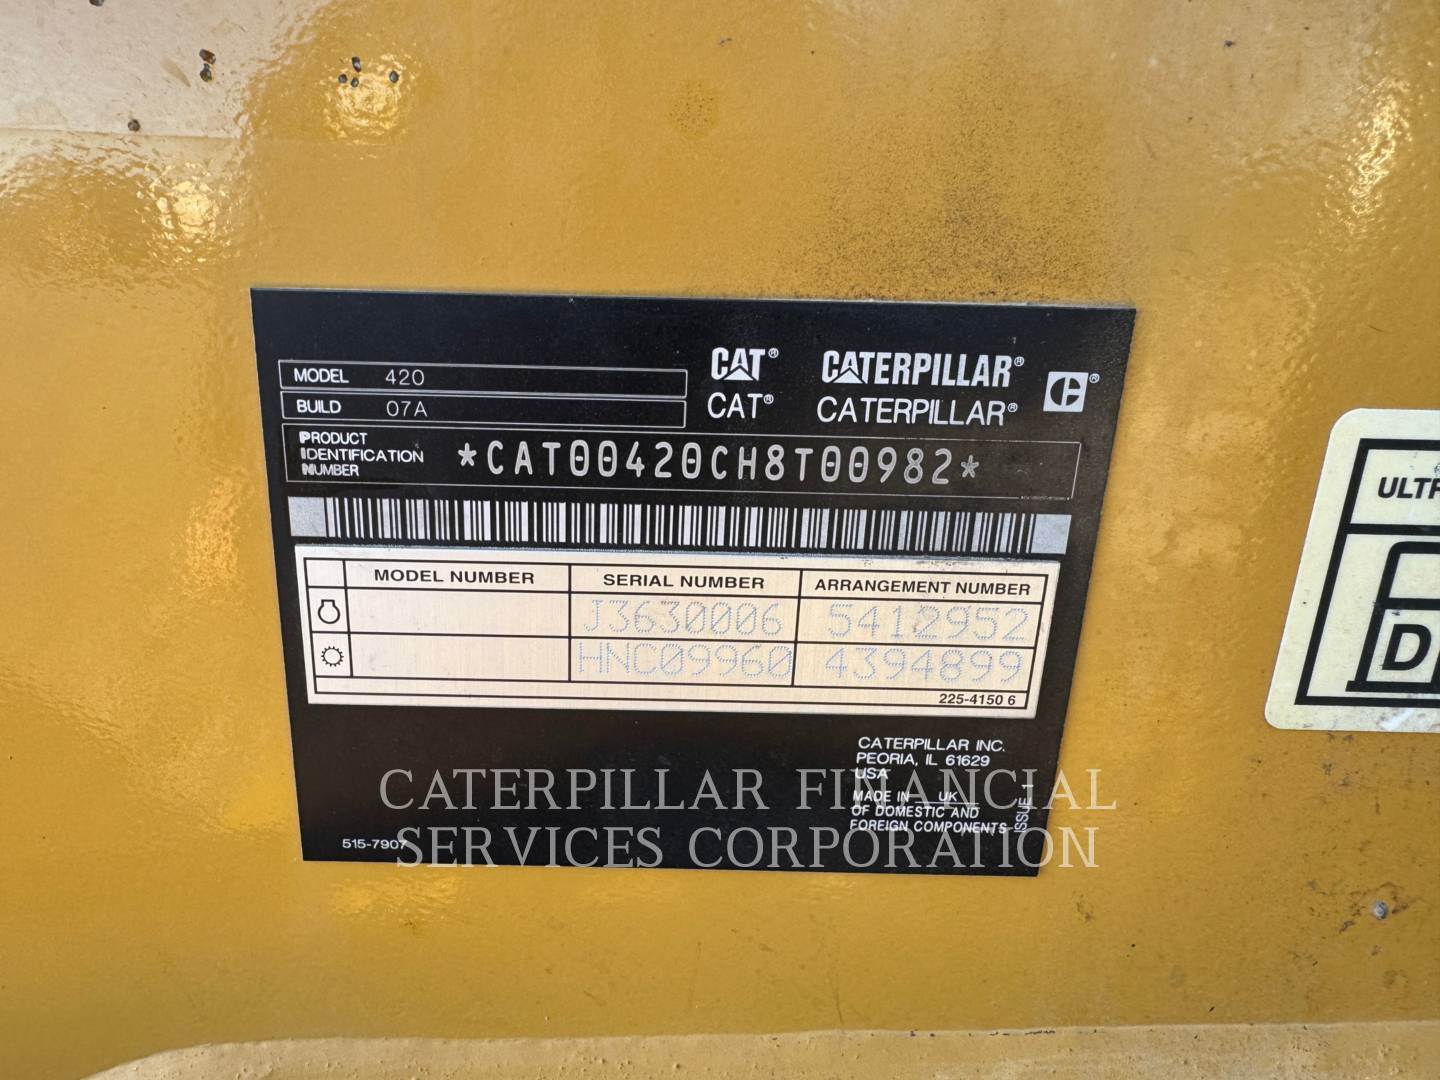 MODEL 420
BUILD 07A
CAT® CATERPILLAR®
CAT® CATERPILLAR® C®
PRODUCT IDENTIFICATION NUMBER *CAT00420CH8T00982*
MODEL NUMBER SERIAL NUMBER ARRANGEMENT NUMBER
J3630006 5412952
HNC09960 4394899
225-4150 6
CATERPILLAR INC.
PEORIA, IL 61629
USA
MADE IN UK
OF DOMESTIC AND
FOREIGN COMPONENTS
ISSUE 1
515-7907
CATERPILLAR FINANCIAL
SERVICES CORPORATION